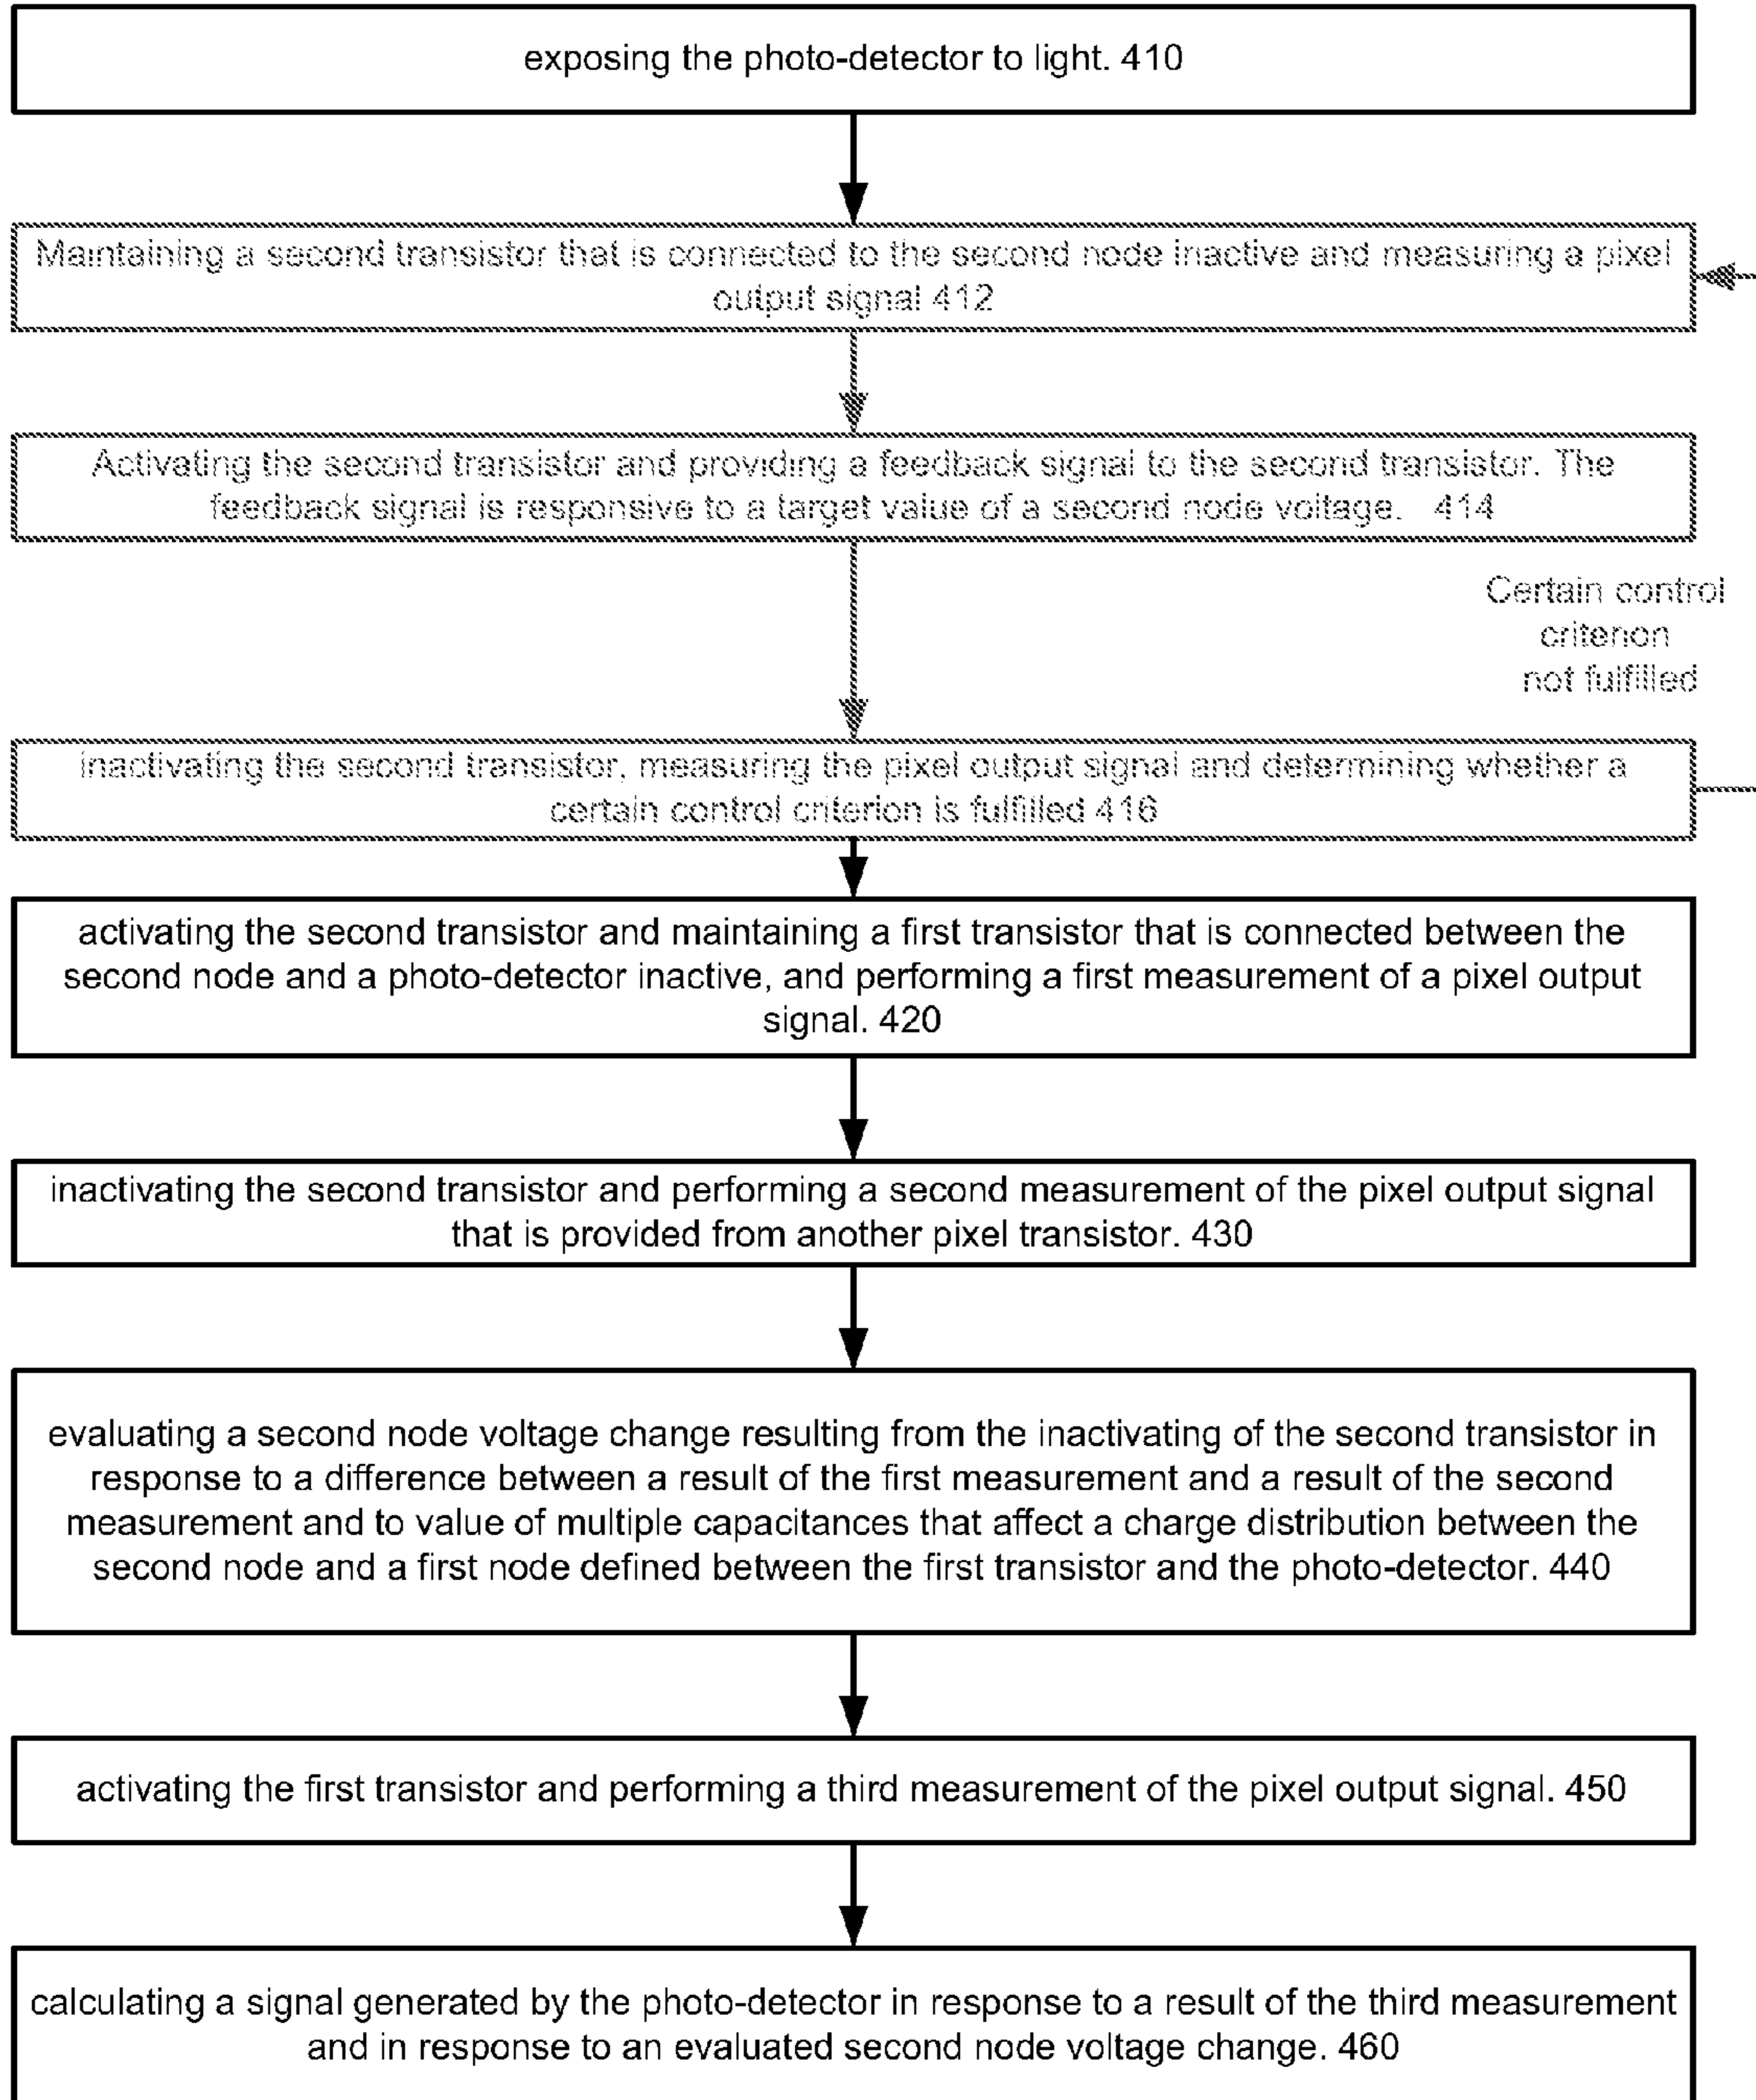 exposing the photo-detector to light. 410
Maintaining a second transistor that is connected to the second node inactive and measuring a pixel
output signal 412
Activating the second transistor and providing a feedback signal to the second transistor. The
feedback signal is responsive to a target value of a second node voltage. 414
Certain control
criterion
not fulfilled
inactivating the second transistor, measuring the pixel output signal and determining whether a
certain control criterion is fulfilled 416
activating the second transistor and maintaining a first transistor that is connected between the
second node and a photo-detector inactive, and performing a first measurement of a pixel output
signal. 420
inactivating the second transistor and performing a second measurement of the pixel output signal
that is provided from another pixel transistor. 430
evaluating a second node voltage change resulting from the inactivating of the second transistor in
response to a difference between a result of the first measurement and a result of the second
measurement and to value of multiple capacitances that affect a charge distribution between the
second node and a first node defined between the first transistor and the photo-detector. 440
activating the first transistor and performing a third measurement of the pixel output signal. 450
calculating a signal generated by the photo-detector in response to a result of the third measurement
and in response to an evaluated second node voltage change. 460